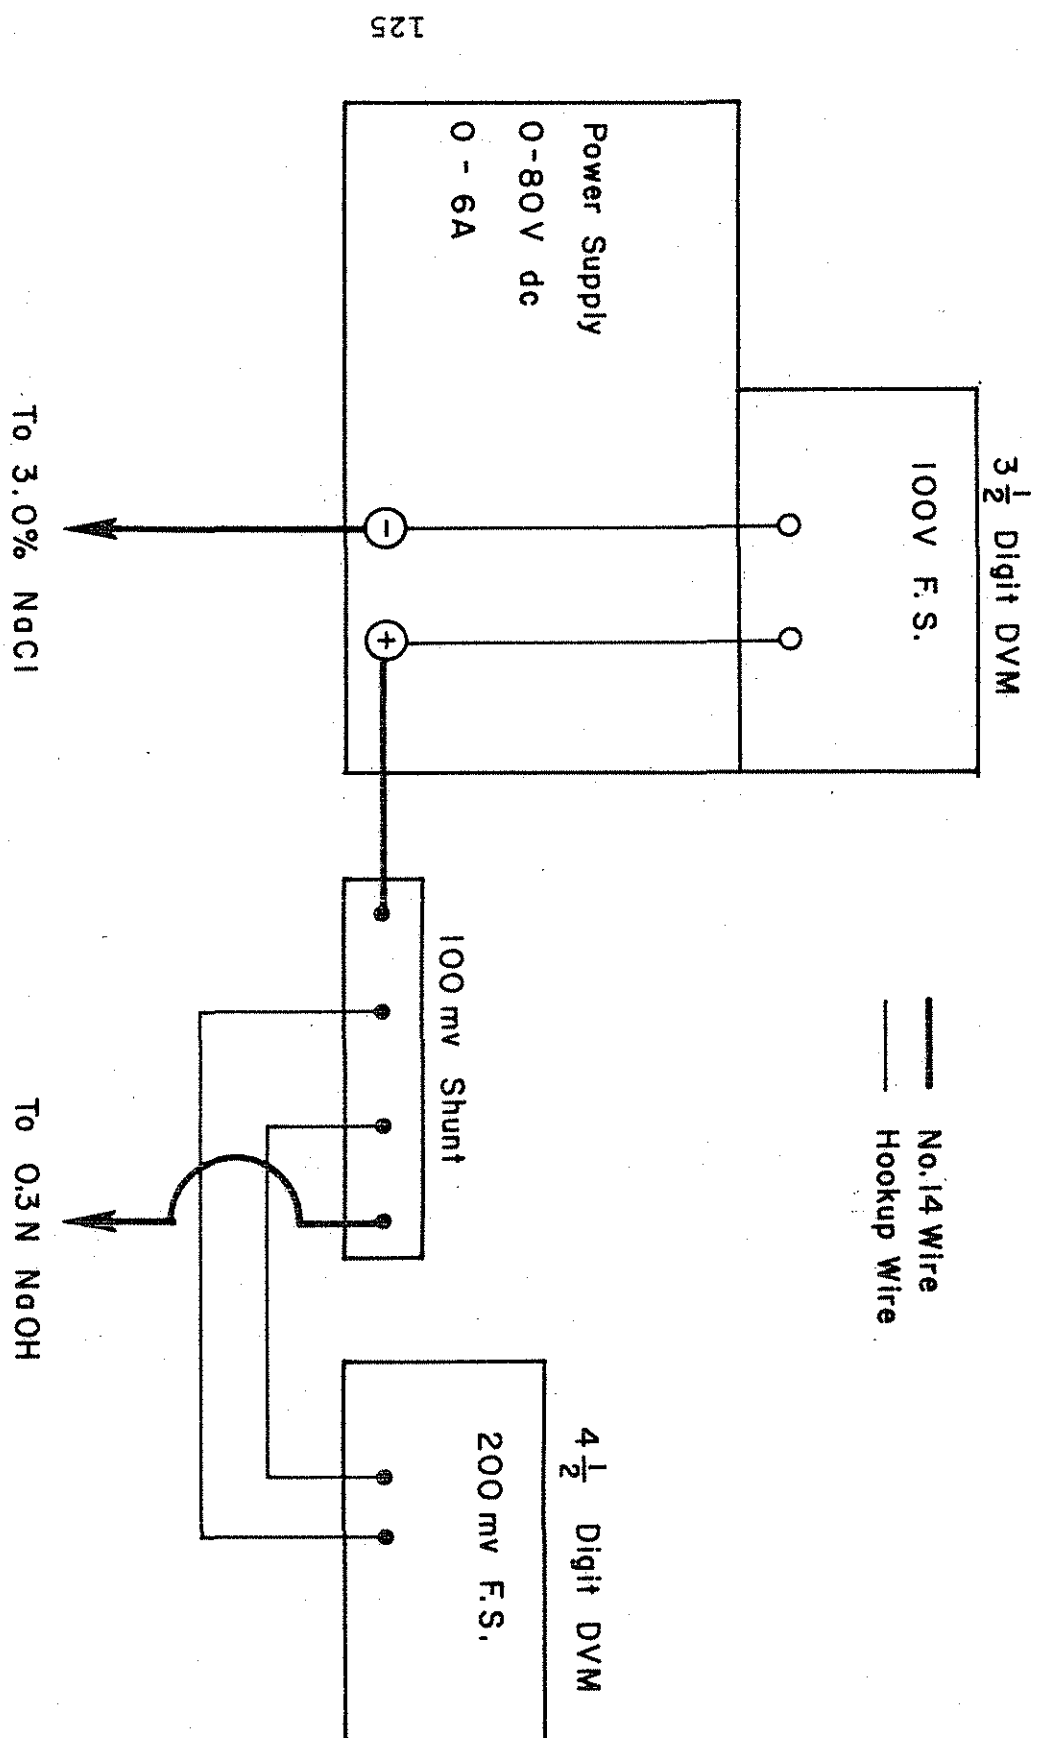 125
3 1/2 Digit DVM
100V F.S.
Power Supply
0-80V dc
0 - 6A
-
+
To 3.0% NaCl
No.14 Wire
Hookup Wire
100 mv Shunt
To 0.3N NaOH
4 1/2 Digit DVM
200 mv F.S.